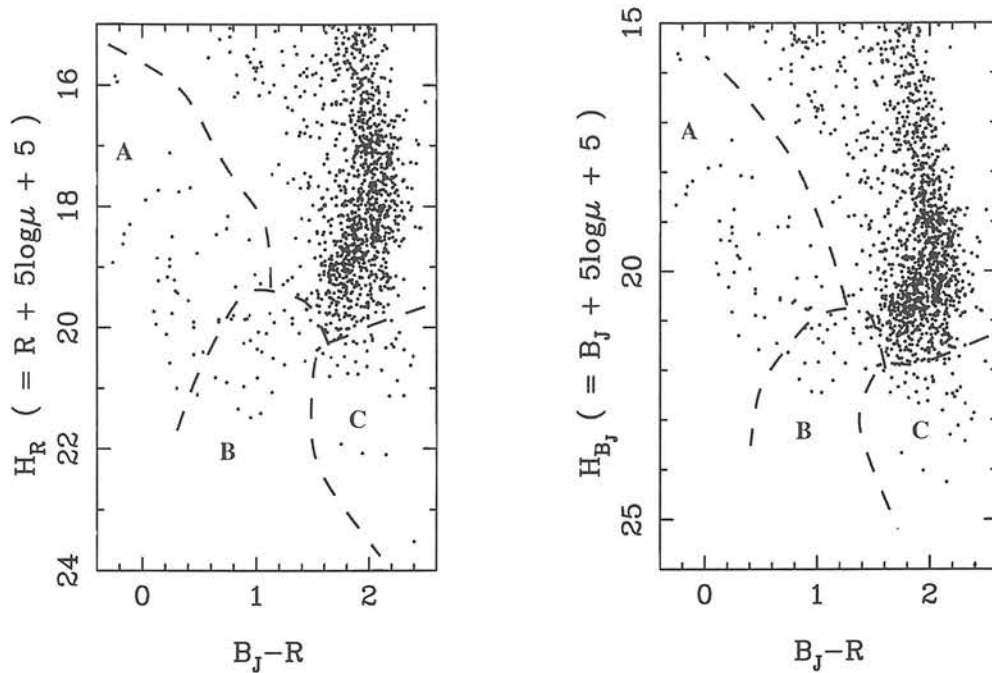 H_R ( = R + 5logμ + 5 )
16
18
20
22
24
A
B
C
0
1
2
B_J−R
H_{B_J} ( = B_J + 5logμ + 5 )
15
20
25
A
B
C
0
1
2
B_J−R